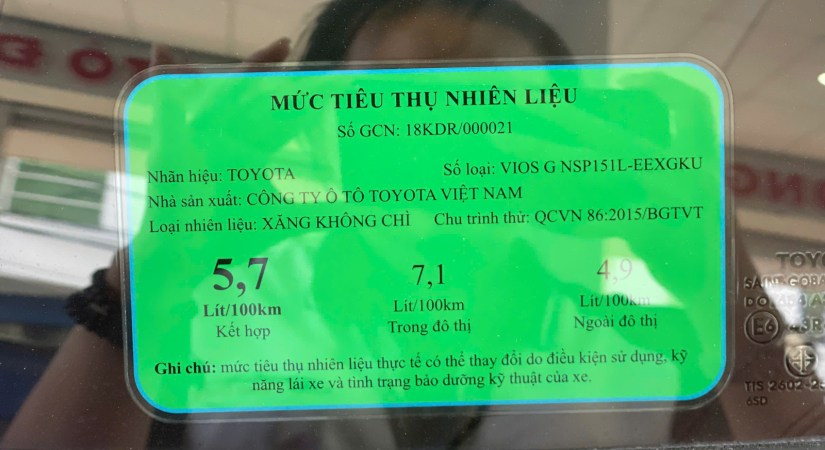 MỨC TIÊU THỤ NHIÊN LIỆU
Số GCN: 18KDR/000021
Nhãn hiệu: TOYOTA Số loại: VIOS G NSP151L-EEXGKU
Nhà sản xuất: CÔNG TY Ô TÔ TOYOTA VIỆT NAM
Loại nhiên liệu: XĂNG KHÔNG CHÌ Chu trình thử: QCVN 86:2015/BGTVT
5,7 7,1 4,9
Lít/100km Lít/100km Lít/100km
Kết hợp Trong đô thị Ngoài đô thị
Ghi chú: mức tiêu thụ nhiên liệu thực tế có thể thay đổi do điều kiện sử dụng, kỹ
năng lái xe và tình trạng bảo dưỡng kỹ thuật của xe.
E6
6SD